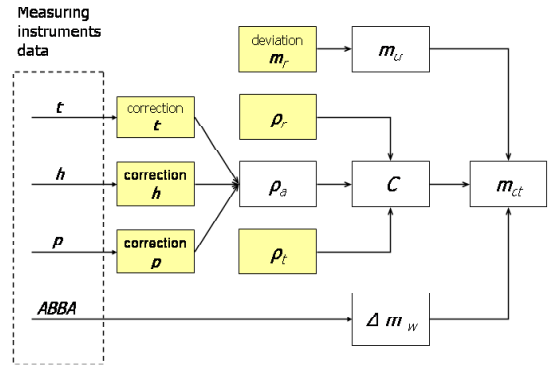 Measuring
instruments
data
deviation
m_r
m_u
t
correction
t
ρ_r
h
correction
h
ρ_a
C
m_ct
p
correction
p
ρ_t
ABBA
Δ m_w